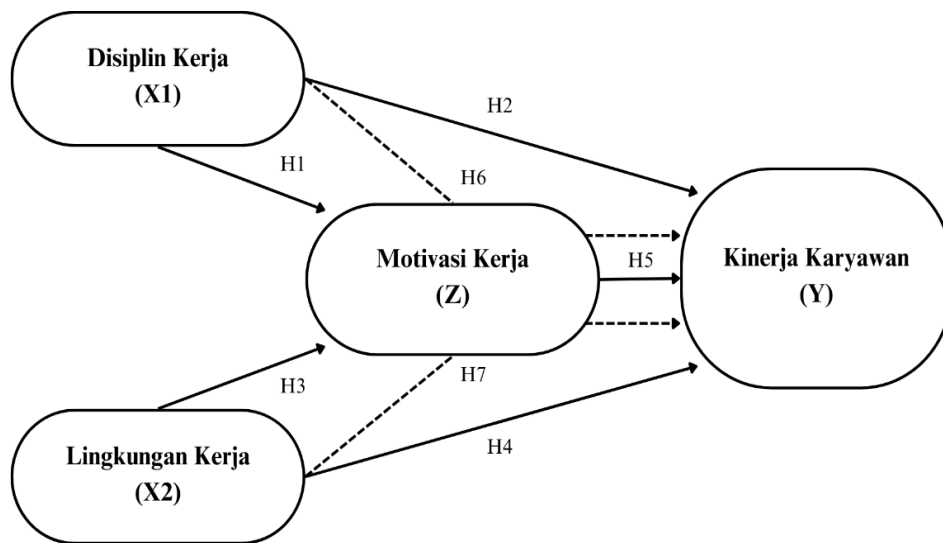 Disiplin Kerja
(X1)
H2
H1
H6
Motivasi Kerja
(Z)
H5
Kinerja Karyawan
(Y)
H7
H3
Lingkungan Kerja
(X2)
H4